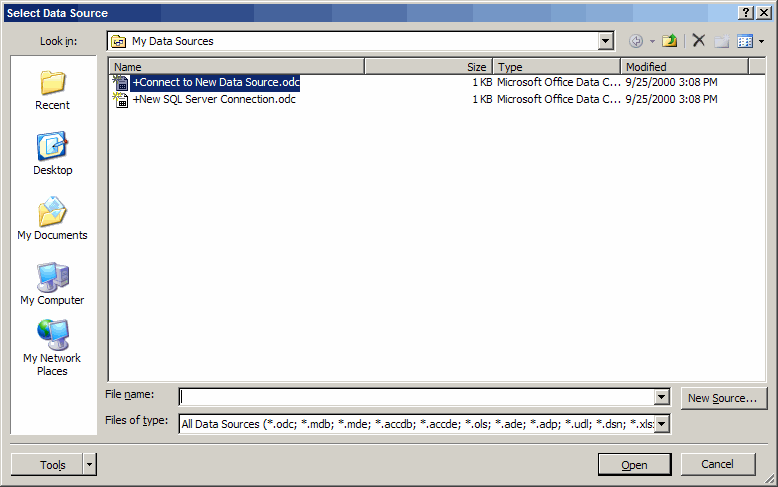 Select Data Source
Look in: My Data Sources
Name Size Type Modified
+Connect to New Data Source.odc 1 KB Microsoft Office Data C... 9/25/2000 3:08 PM
+New SQL Server Connection.odc 1 KB Microsoft Office Data C... 9/25/2000 3:08 PM
Recent
Desktop
My Documents
My Computer
My Network
Places
File name:
New Source...
Files of type: All Data Sources (*.odc; *.mdb; *.mde; *.accdb; *.accde; *.ols; *.ade; *.adp; *.udl; *.dsn; *.xls
Tools Open Cancel